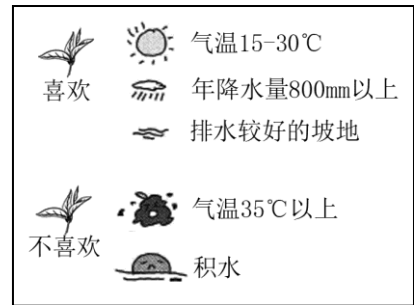 喜欢
气温15-30℃
年降水量800mm以上
排水较好的坡地
不喜欢
气温35℃以上
积水